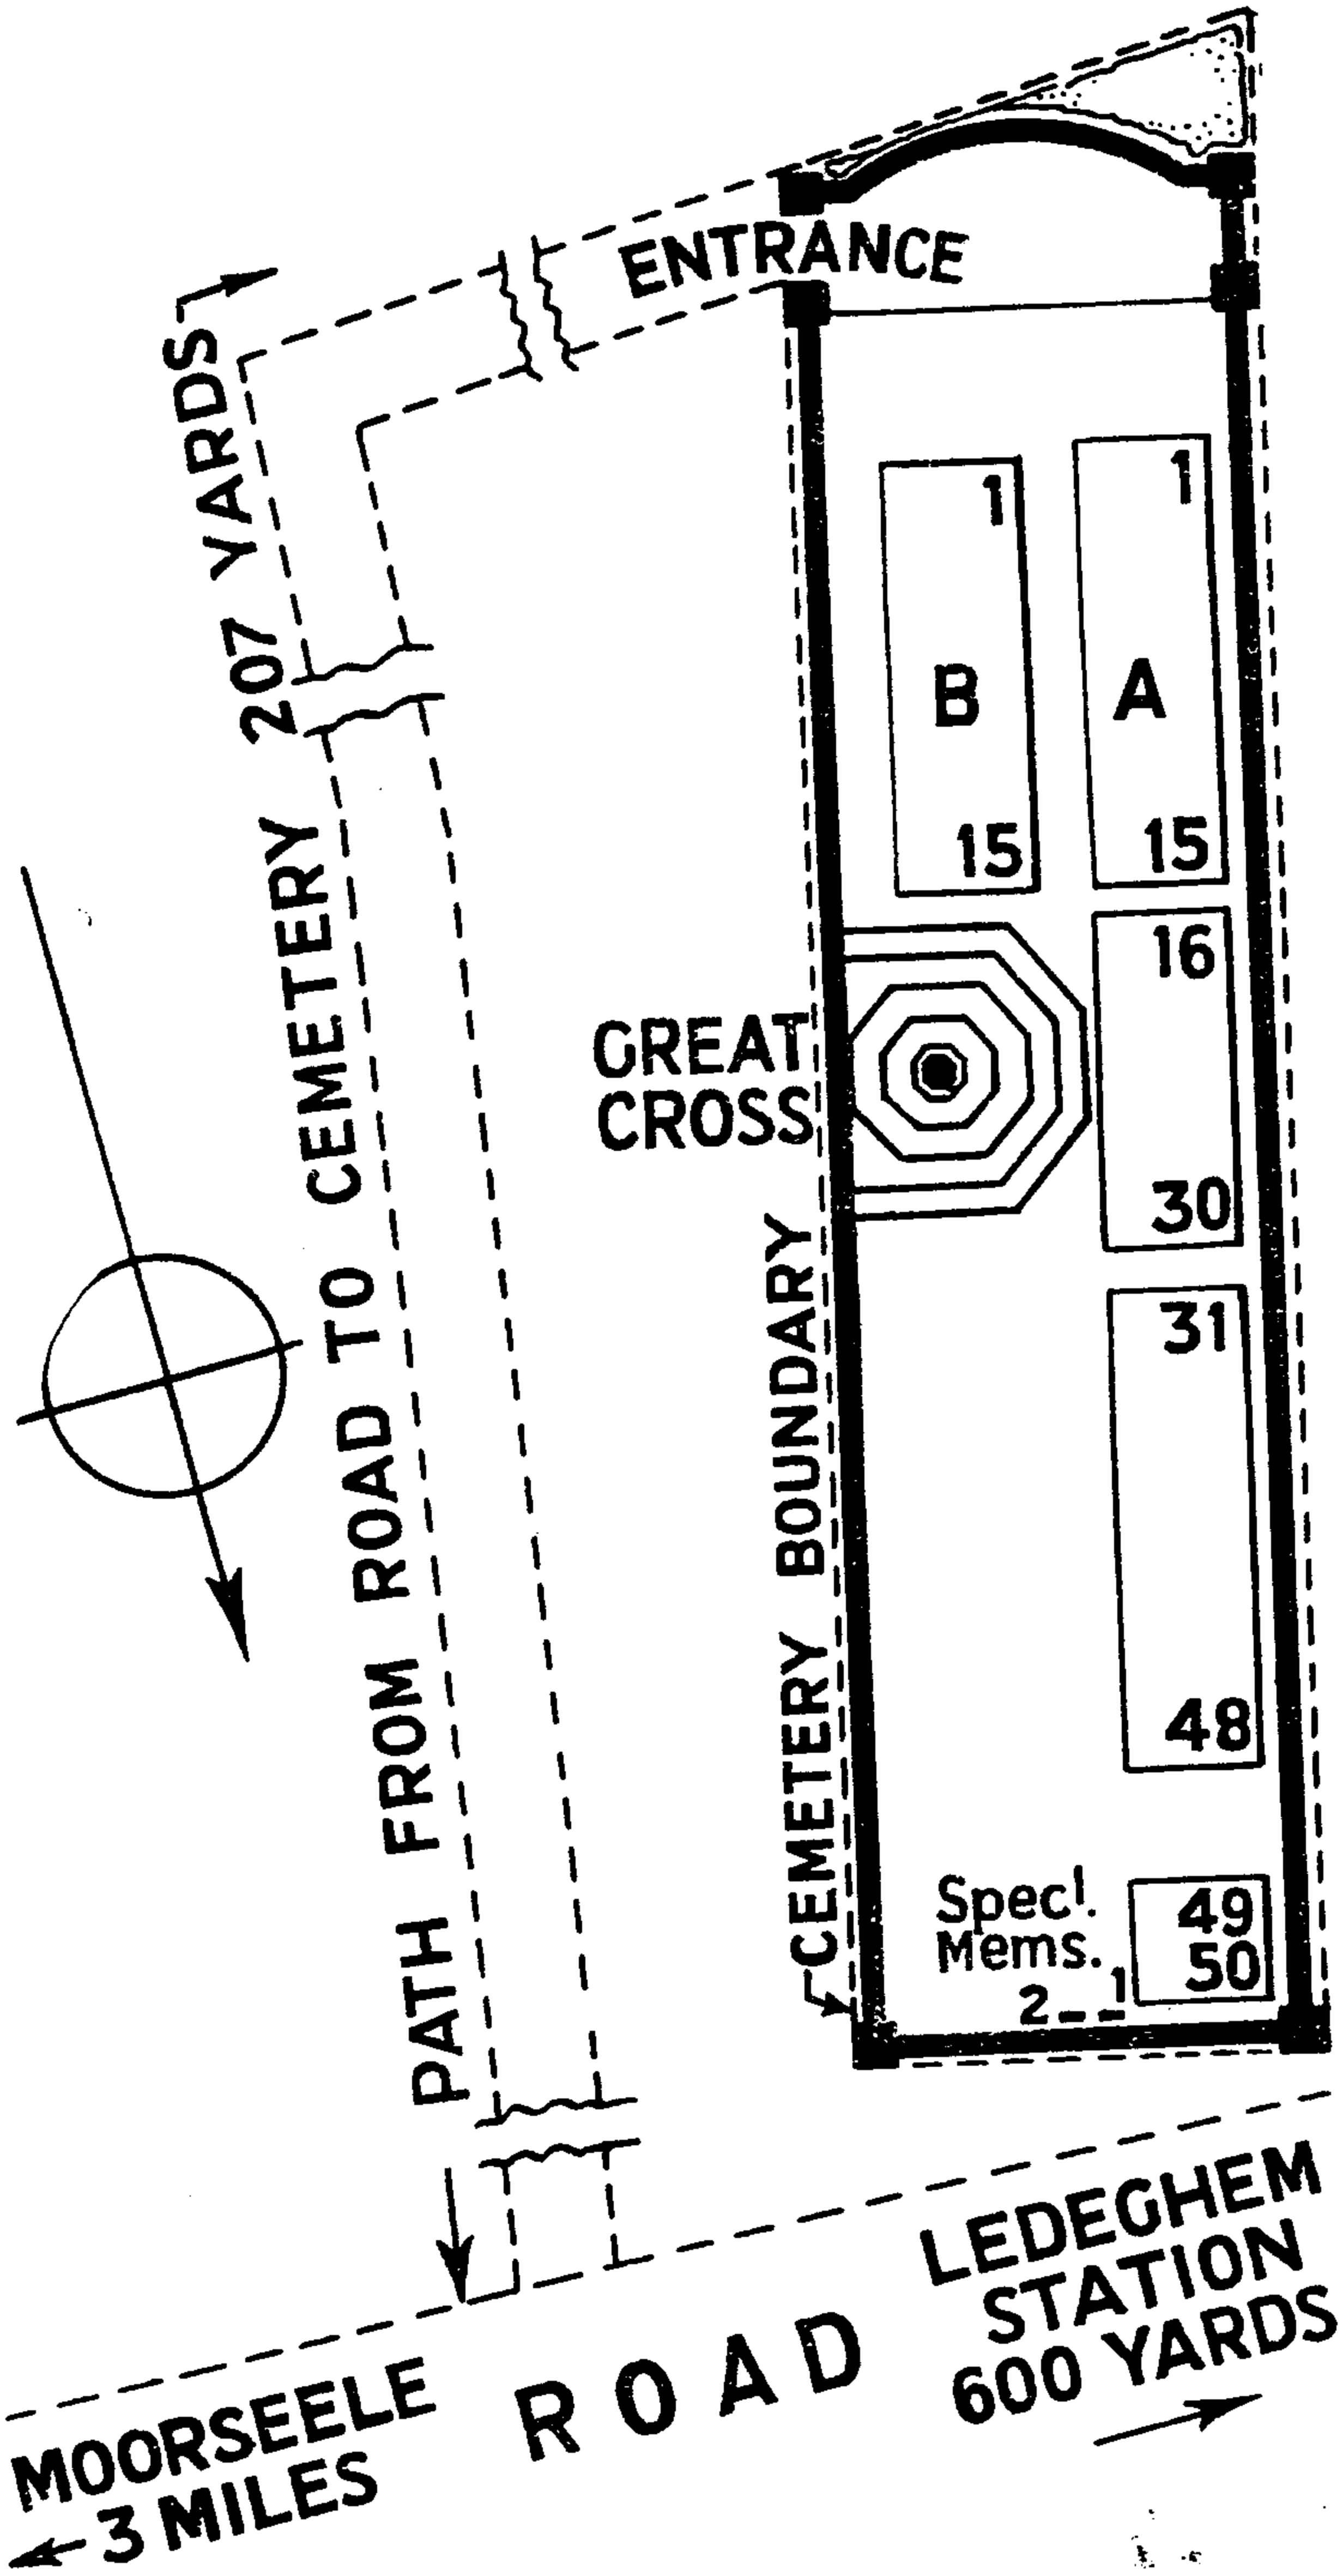 ENTRANCE
PATH FROM ROAD TO CEMETERY 207 YARDS
1
1
B
A
15
15
16
GREAT
CROSS
30
31
CEMETERY BOUNDARY
48
Specl.
Mems.
49
50
2
1
LEDEGHEM
STATION
600 YARDS
ROAD
MOORSEELE
3 MILES